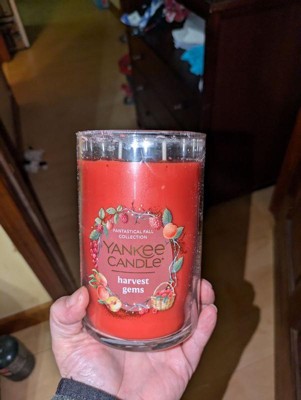 FANTASTICAL FALL
COLLECTION
YANKEE
CANDLE®
harvest
gems